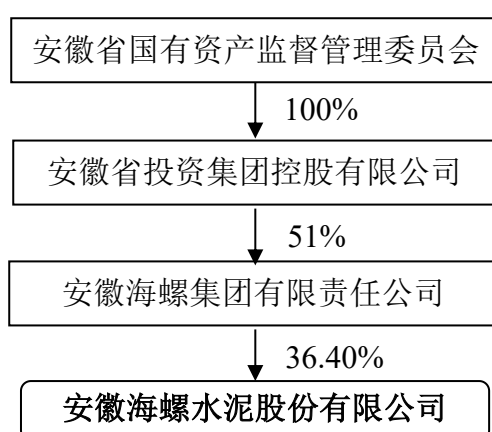 安徽省国有资产监督管理委员会
100%
安徽省投资集团控股有限公司
51%
安徽海螺集团有限责任公司
36.40%
安徽海螺水泥股份有限公司